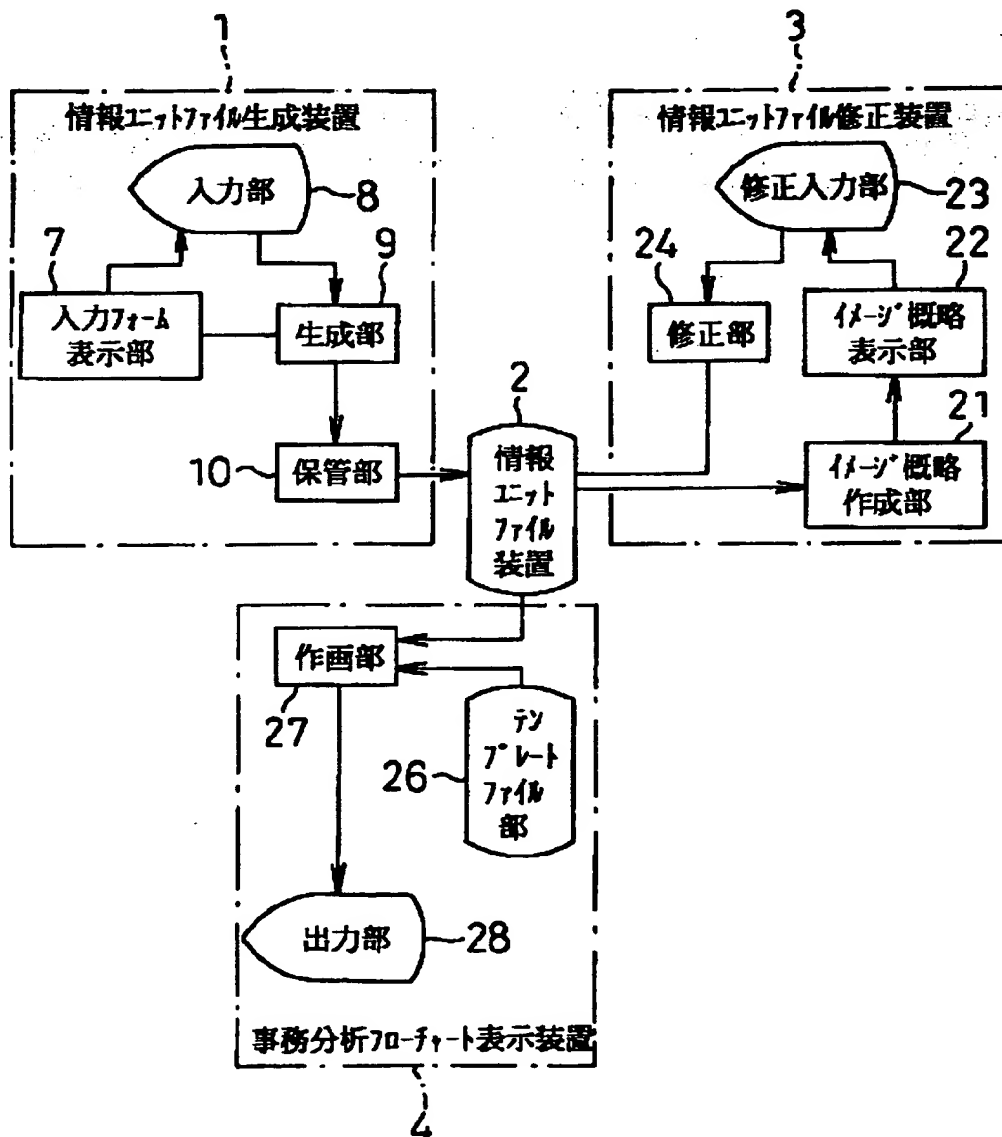 1
情報ユニットファイル生成装置
入力部
8
7
入力フォーム
表示部
9
生成部
10
保管部
2
情報
ユニット
ファイル
装置
3
情報ユニットファイル修正装置
修正入力部
23
24
修正部
22
イメージ概略
表示部
21
イメージ概略
作成部
作画部
27
テン
プレート
ファイル
部
26
出力部
28
事務分析フローチャート表示装置
4